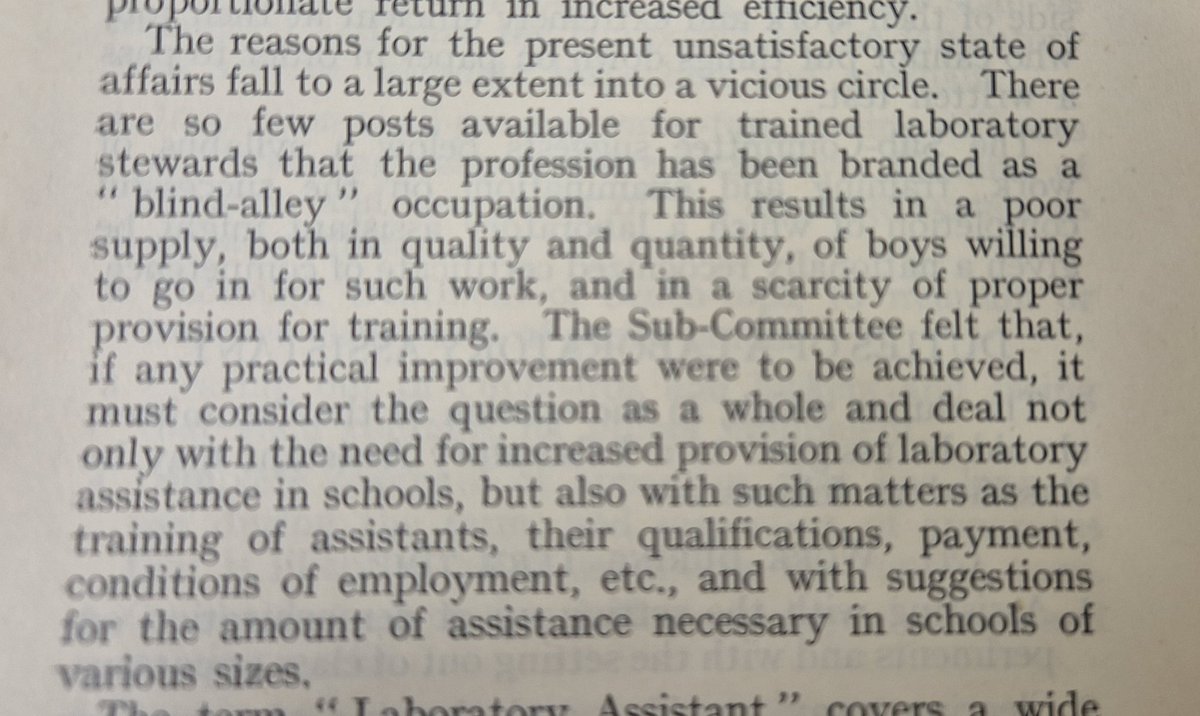 proportionate return in increased efficiency.
The reasons for the present unsatisfactory state of
affairs fall to a large extent into a vicious circle. There
are so few posts available for trained laboratory
stewards that the profession has been branded as a
“ blind-alley ” occupation. This results in a poor
supply, both in quality and quantity, of boys willing
to go in for such work, and in a scarcity of proper
provision for training. The Sub-Committee felt that,
if any practical improvement were to be achieved, it
must consider the question as a whole and deal not
only with the need for increased provision of laboratory
assistance in schools, but also with such matters as the
training of assistants, their qualifications, payment,
conditions of employment, etc., and with suggestions
for the amount of assistance necessary in schools of
various sizes.
The term “ Laboratory Assistant ” covers a wide